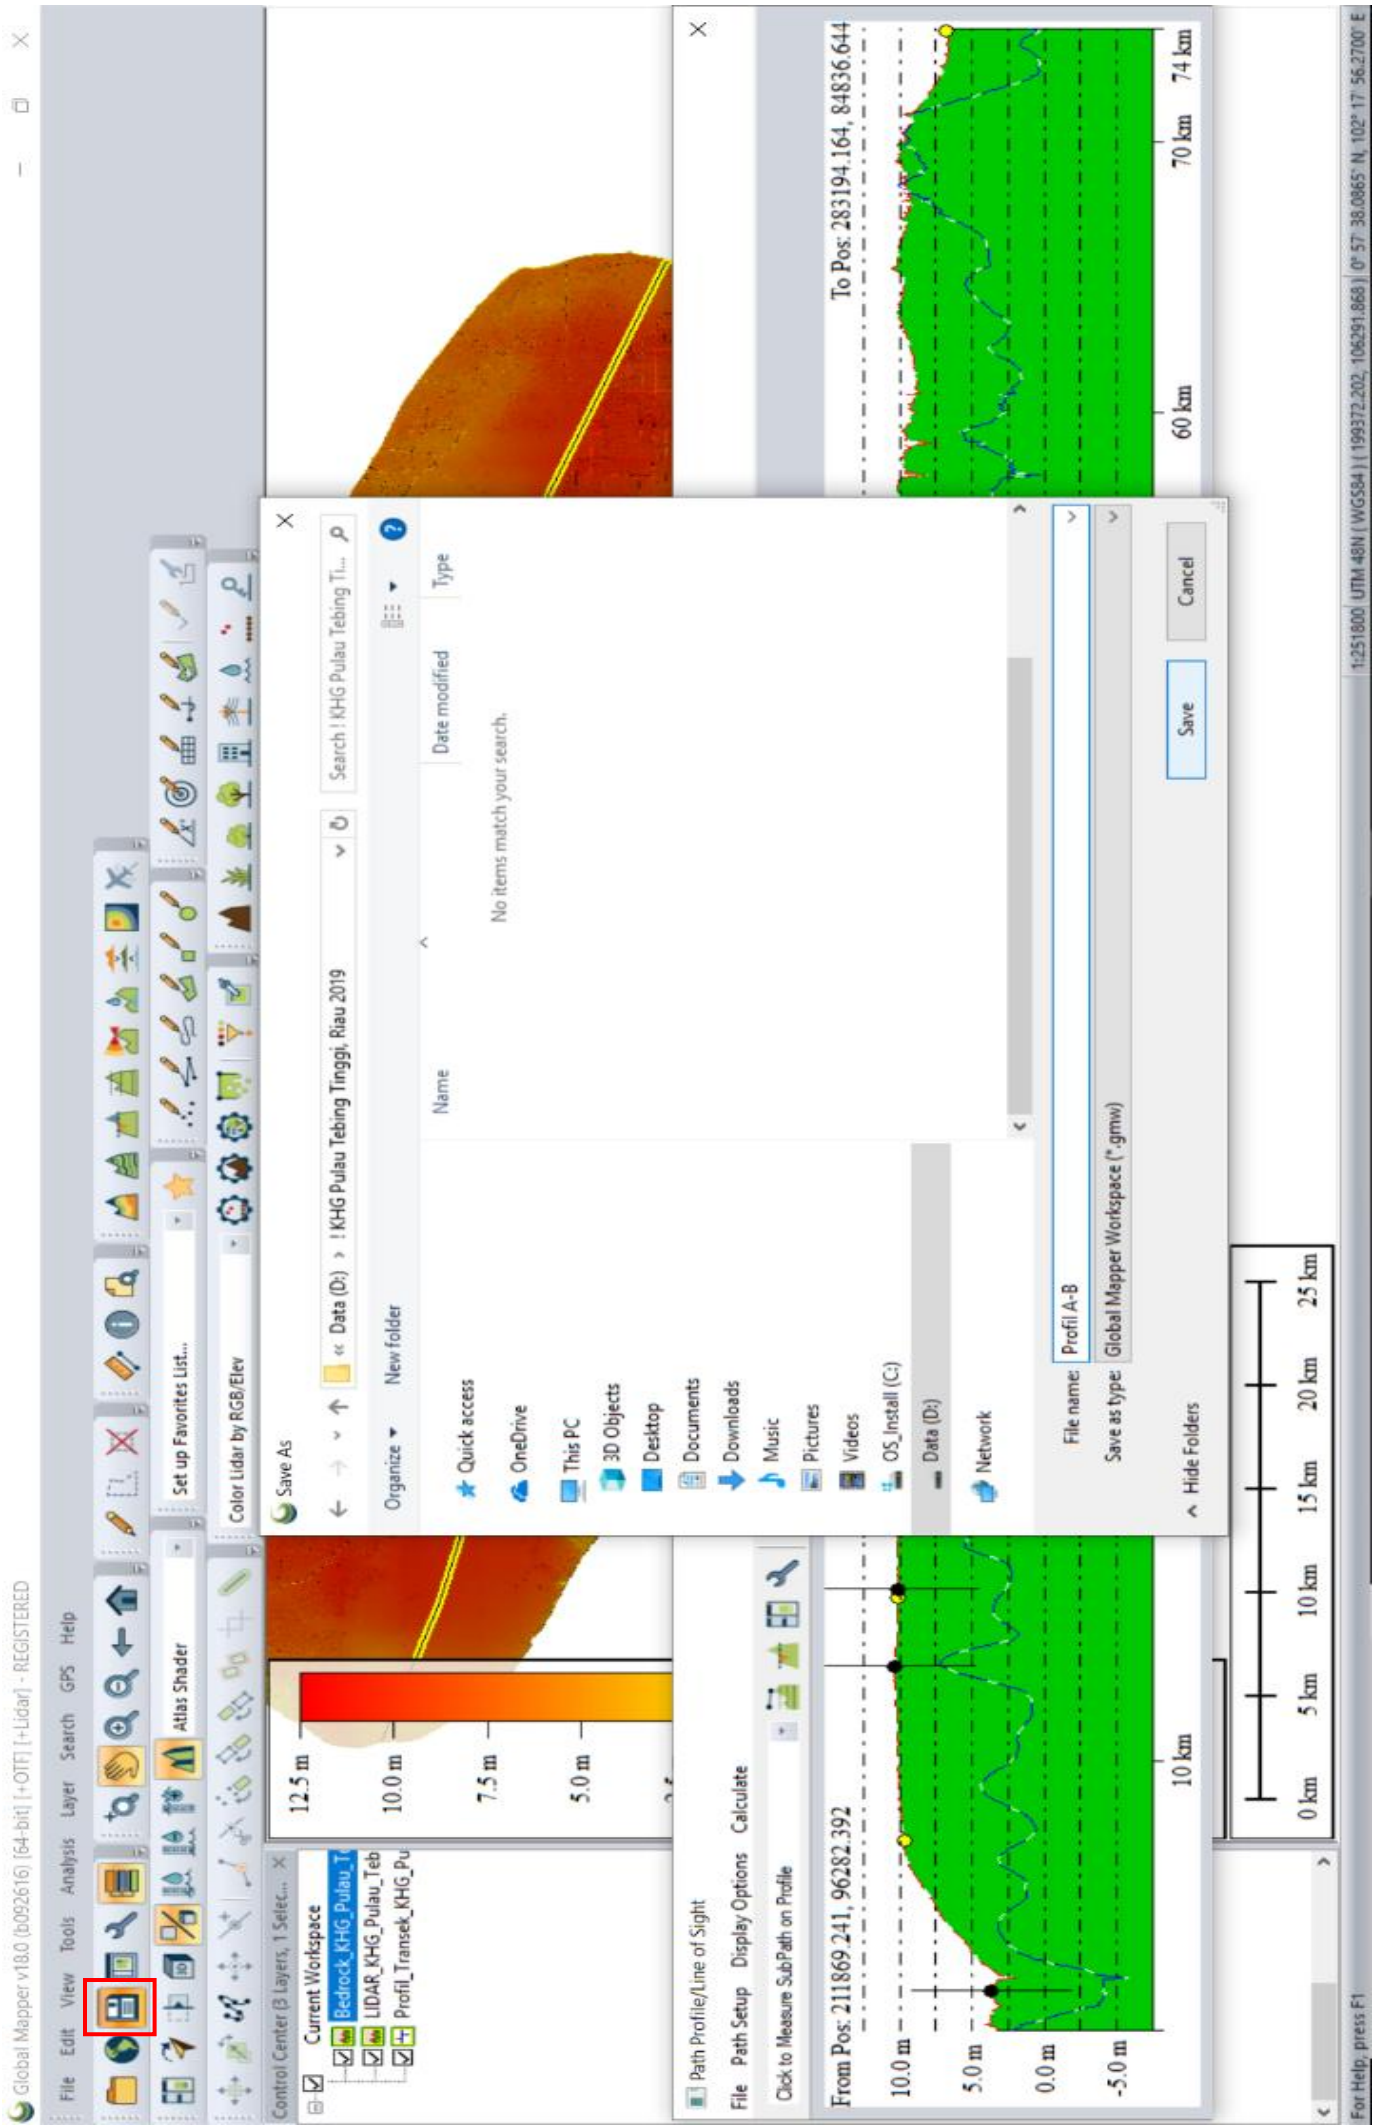 Global Mapper v18.0 (b092616) [64-bit] [+OTF] [+Lidar] - REGISTERED
File Edit View Tools Analysis Layer Search GPS Help
Atlas Shader
Set up Favorites List...
Color Lidar by RGB/Elev
Control Center (3 Layers, 1 Selec...
Current Workspace
Bedrock_KHG_Pulau_T
LIDAR_KHG_Pulau_Teb
Profil_Transek_KHG_Pu
12.5 m
10.0 m
7.5 m
5.0 m
Save As
« Data (D:) > ! KHG Pulau Tebing Tinggi, Riau 2019
Search ! KHG Pulau Tebing Ti...
Organize
New folder
Name
Date modified
Type
No items match your search.
Quick access
OneDrive
This PC
3D Objects
Desktop
Documents
Downloads
Music
Pictures
Videos
OS_Install (C:)
Data (D:)
Network
File name: Profil A-B
Save as type: Global Mapper Workspace (*.gmw)
Hide Folders
Save
Cancel
Path Profile/Line of Sight
File Path Setup Display Options Calculate
Click to Measure SubPath on Profile
From Pos: 211869.241, 96282.392
To Pos: 283194.164, 84836.644
10.0 m
5.0 m
0.0 m
-5.0 m
10 km
60 km
70 km
74 km
0 km
5 km
10 km
15 km
20 km
25 km
For Help, press F1
1:251800 UTM 48N ( WGS84 ) ( 199372.202, 106291.868 ) 0° 57' 38.0865" N, 102° 17' 56.2700" E